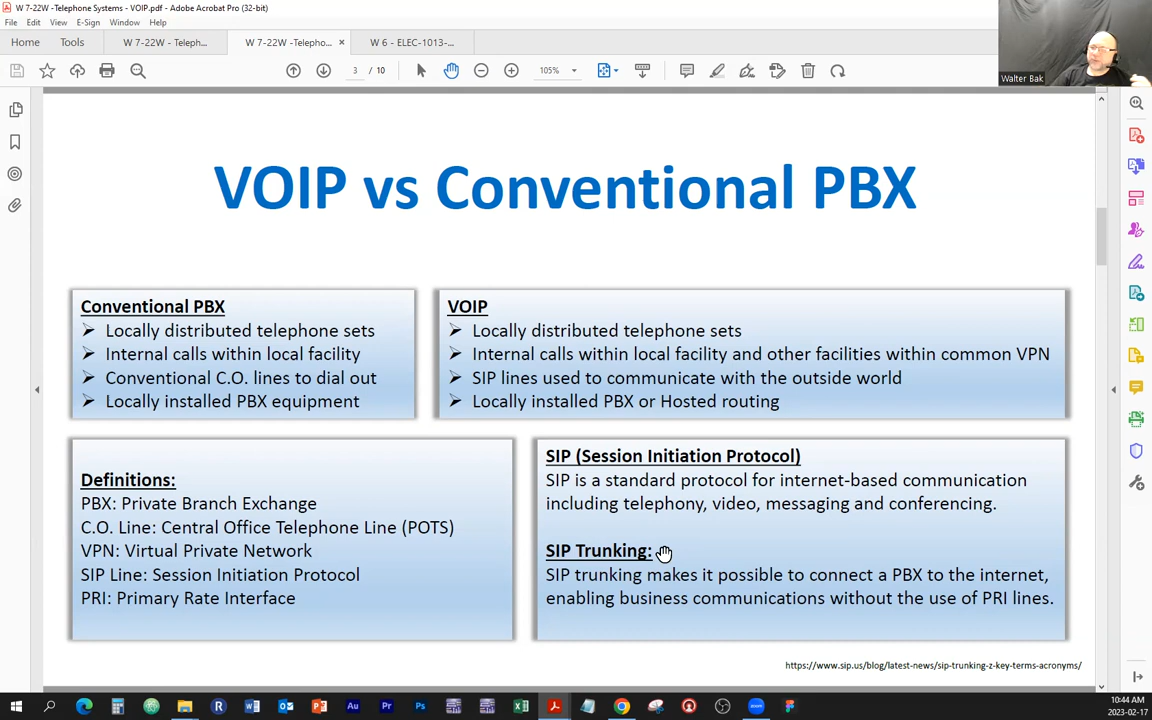 W 7-22W -Telephone Systems - VOIP.pdf - Adobe Acrobat Pro (32-bit)
File Edit View E-Sign Window Help
Home Tools W 7-22W - Teleph... W 7-22W -Telepho... × W 6 - ELEC-1013-...
3 / 10 105%
Walter Bak
VOIP vs Conventional PBX
Conventional PBX
➢ Locally distributed telephone sets
➢ Internal calls within local facility
➢ Conventional C.O. lines to dial out
➢ Locally installed PBX equipment
VOIP
➢ Locally distributed telephone sets
➢ Internal calls within local facility and other facilities within common VPN
➢ SIP lines used to communicate with the outside world
➢ Locally installed PBX or Hosted routing
Definitions:
PBX: Private Branch Exchange
C.O. Line: Central Office Telephone Line (POTS)
VPN: Virtual Private Network
SIP Line: Session Initiation Protocol
PRI: Primary Rate Interface
SIP (Session Initiation Protocol)
SIP is a standard protocol for internet-based communication
including telephony, video, messaging and conferencing.
SIP Trunking:
SIP trunking makes it possible to connect a PBX to the internet,
enabling business communications without the use of PRI lines.
https://www.sip.us/blog/latest-news/sip-trunking-z-key-terms-acronyms/
10:44 AM
2023-02-17